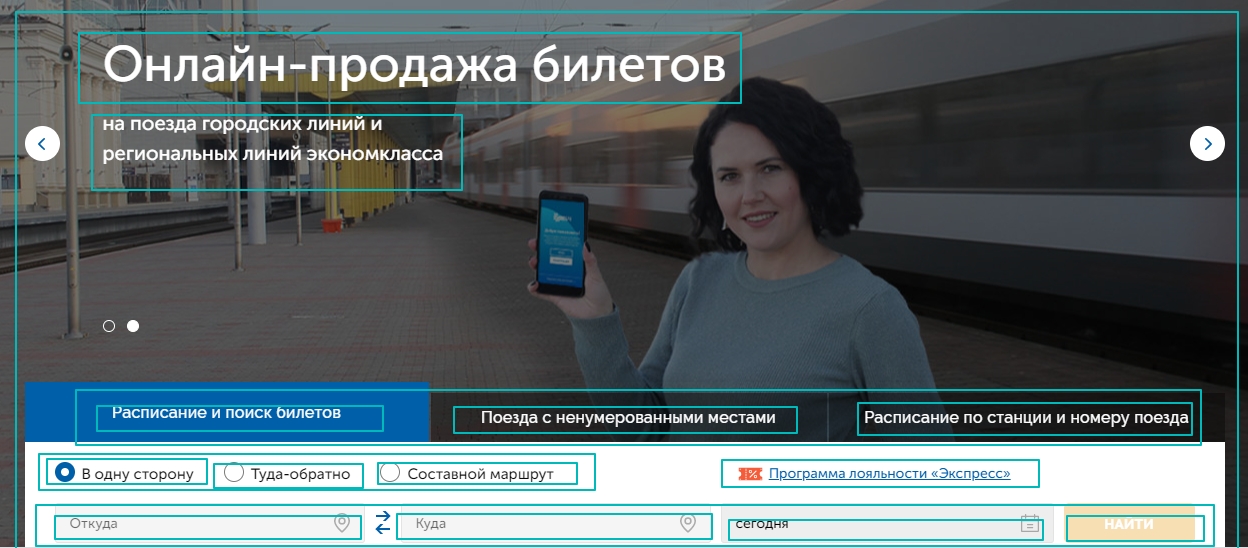 Онлайн-продажа билетов
на поезда городских линий и
региональных линий экономкласса
Расписание и поиск билетов
Поезда с ненумерованными местами
Расписание по станции и номеру поезда
В одну сторону
Туда-обратно
Составной маршрут
Программа лояльности «Экспресс»
Откуда
Куда
сегодня
НАЙТИ